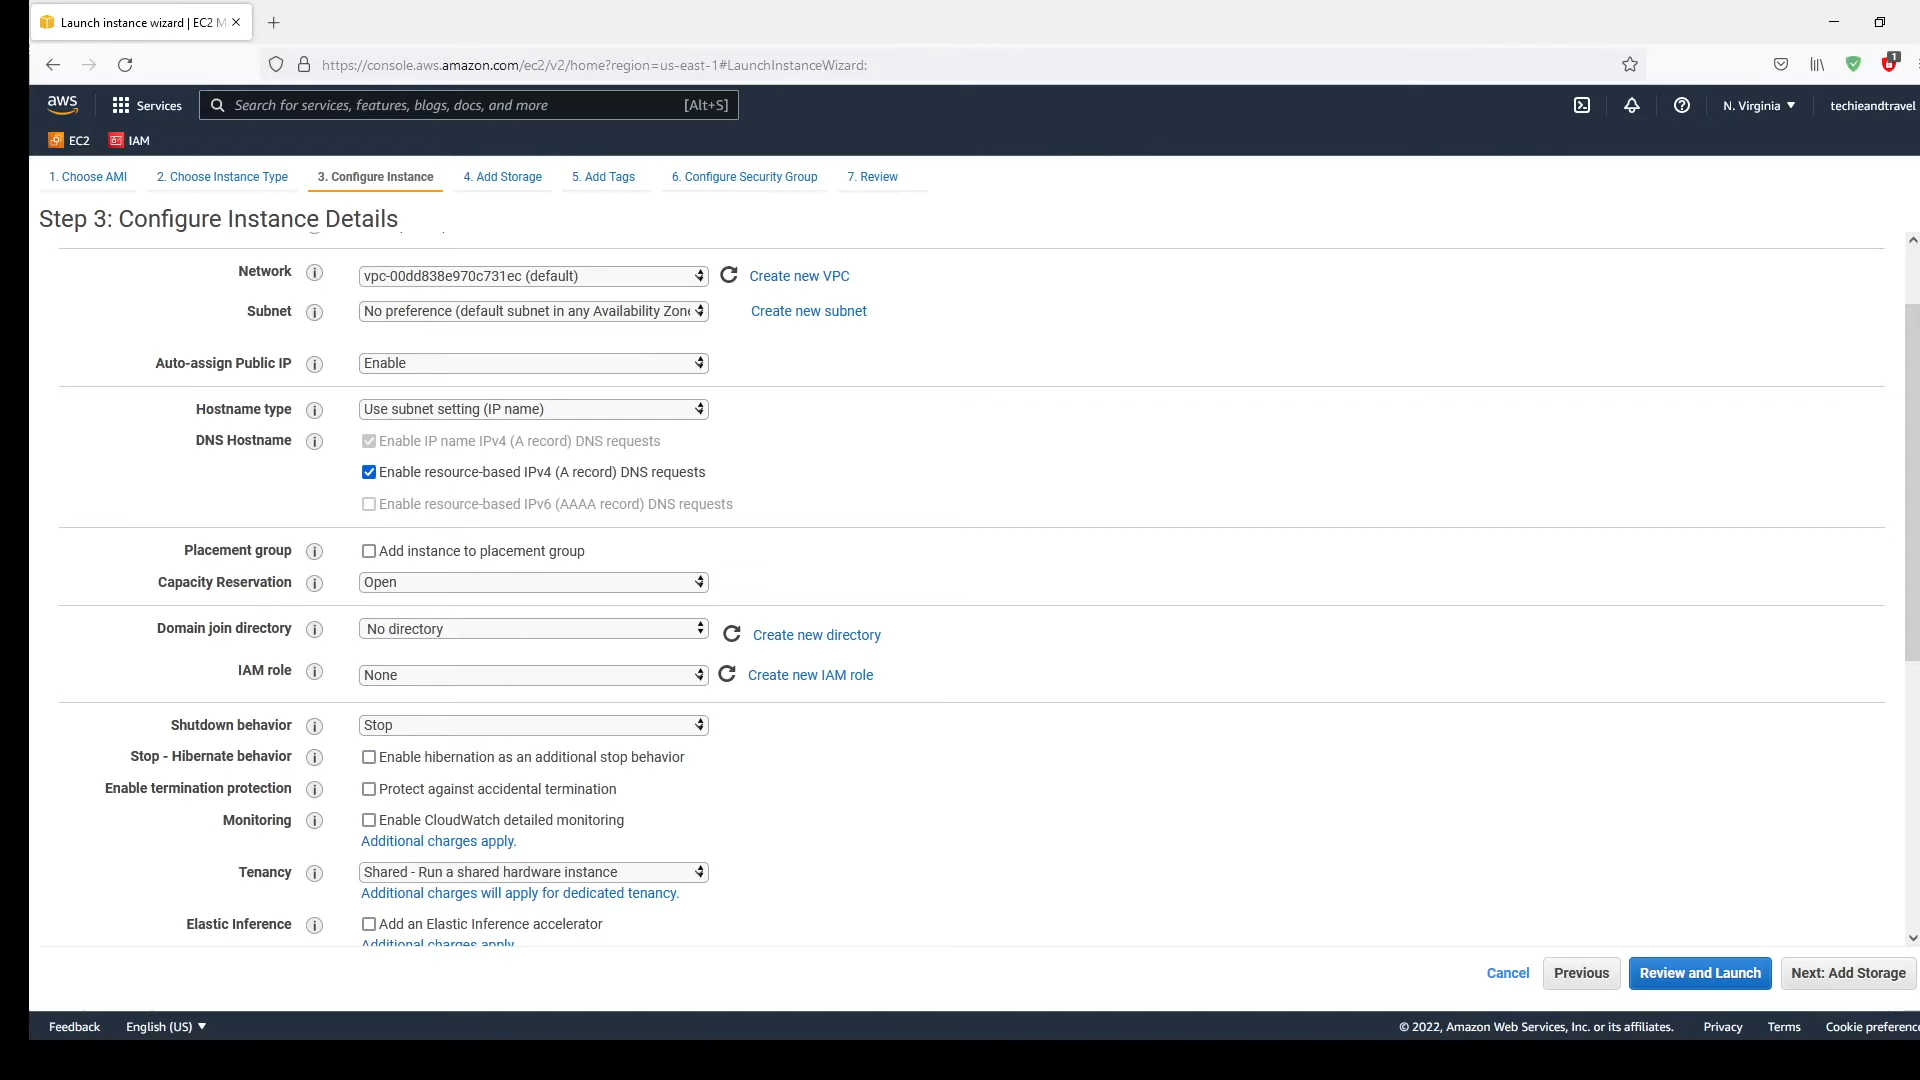 Launch instance wizard | EC2 M
https://console.aws.amazon.com/ec2/v2/home?region=us-east-1#LaunchInstanceWizard:
1
aws
Services
Search for services, features, blogs, docs, and more
[Alt+S]
N. Virginia
techieandtravel
EC2
IAM
1. Choose AMI
2. Choose Instance Type
3. Configure Instance
4. Add Storage
5. Add Tags
6. Configure Security Group
7. Review
Step 3: Configure Instance Details
Network
vpc-00dd838e970c731ec (default)
Create new VPC
Subnet
No preference (default subnet in any Availability Zone
Create new subnet
Auto-assign Public IP
Enable
Hostname type
Use subnet setting (IP name)
DNS Hostname
Enable IP name IPv4 (A record) DNS requests
Enable resource-based IPv4 (A record) DNS requests
Enable resource-based IPv6 (AAAA record) DNS requests
Placement group
Add instance to placement group
Capacity Reservation
Open
Domain join directory
No directory
Create new directory
IAM role
None
Create new IAM role
Shutdown behavior
Stop
Stop - Hibernate behavior
Enable hibernation as an additional stop behavior
Enable termination protection
Protect against accidental termination
Monitoring
Enable CloudWatch detailed monitoring
Additional charges apply.
Tenancy
Shared - Run a shared hardware instance
Additional charges will apply for dedicated tenancy.
Elastic Inference
Add an Elastic Inference accelerator
Additional charges apply
Cancel
Previous
Review and Launch
Next: Add Storage
Feedback
English (US)
© 2022, Amazon Web Services, Inc. or its affiliates.
Privacy
Terms
Cookie preference